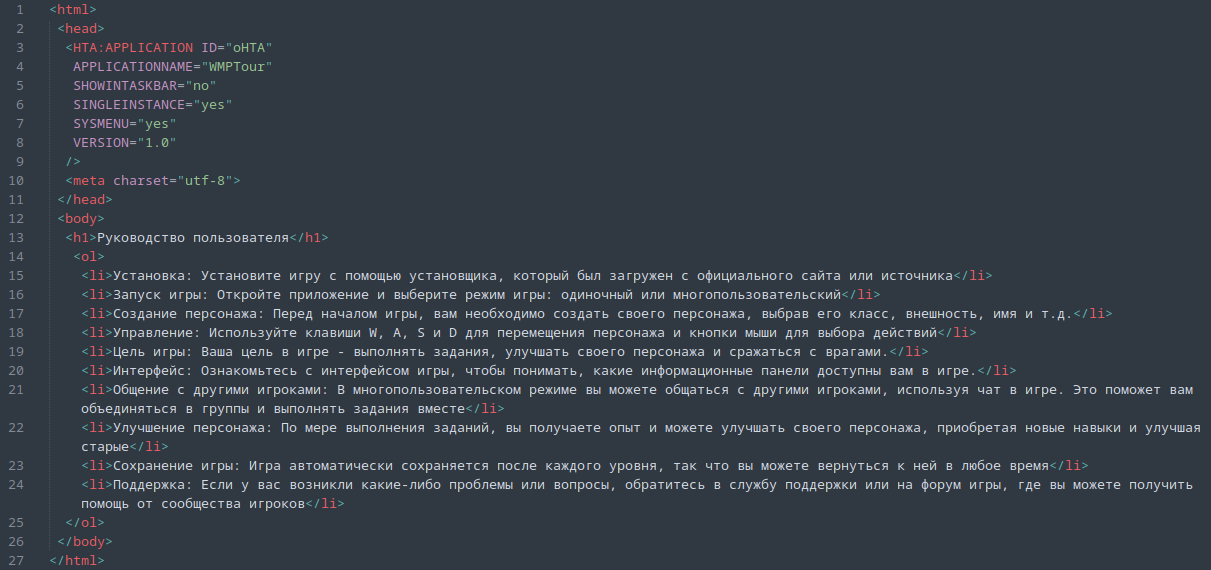 1 <html>
2 <head>
3 <HTA:APPLICATION ID="oHTA"
4 APPLICATIONNAME="WMPTour"
5 SHOWINTASKBAR="no"
6 SINGLEINSTANCE="yes"
7 SYSMENU="yes"
8 VERSION="1.0"
9 />
10 <meta charset="utf-8">
11 </head>
12 <body>
13 <h1>Руководство пользователя</h1>
14 <ol>
15 <li>Установка: Установите игру с помощью установщика, который был загружен с официального сайта или источника</li>
16 <li>Запуск игры: Откройте приложение и выберите режим игры: одиночный или многопользовательский</li>
17 <li>Создание персонажа: Перед началом игры, вам необходимо создать своего персонажа, выбрав его класс, внешность, имя и т.д.</li>
18 <li>Управление: Используйте клавиши W, A, S и D для перемещения персонажа и кнопки мыши для выбора действий</li>
19 <li>Цель игры: Ваша цель в игре - выполнять задания, улучшать своего персонажа и сражаться с врагами.</li>
20 <li>Интерфейс: Ознакомьтесь с интерфейсом игры, чтобы понимать, какие информационные панели доступны вам в игре.</li>
21 <li>Общение с другими игроками: В многопользовательском режиме вы можете общаться с другими игроками, используя чат в игре. Это поможет вам
объединяться в группы и выполнять задания вместе</li>
22 <li>Улучшение персонажа: По мере выполнения заданий, вы получаете опыт и можете улучшать своего персонажа, приобретая новые навыки и улучшая
старые</li>
23 <li>Сохранение игры: Игра автоматически сохраняется после каждого уровня, так что вы можете вернуться к ней в любое время</li>
24 <li>Поддержка: Если у вас возникли какие-либо проблемы или вопросы, обратитесь в службу поддержки или на форум игры, где вы можете получить
помощь от сообщества игроков</li>
25 </ol>
26 </body>
27 </html>